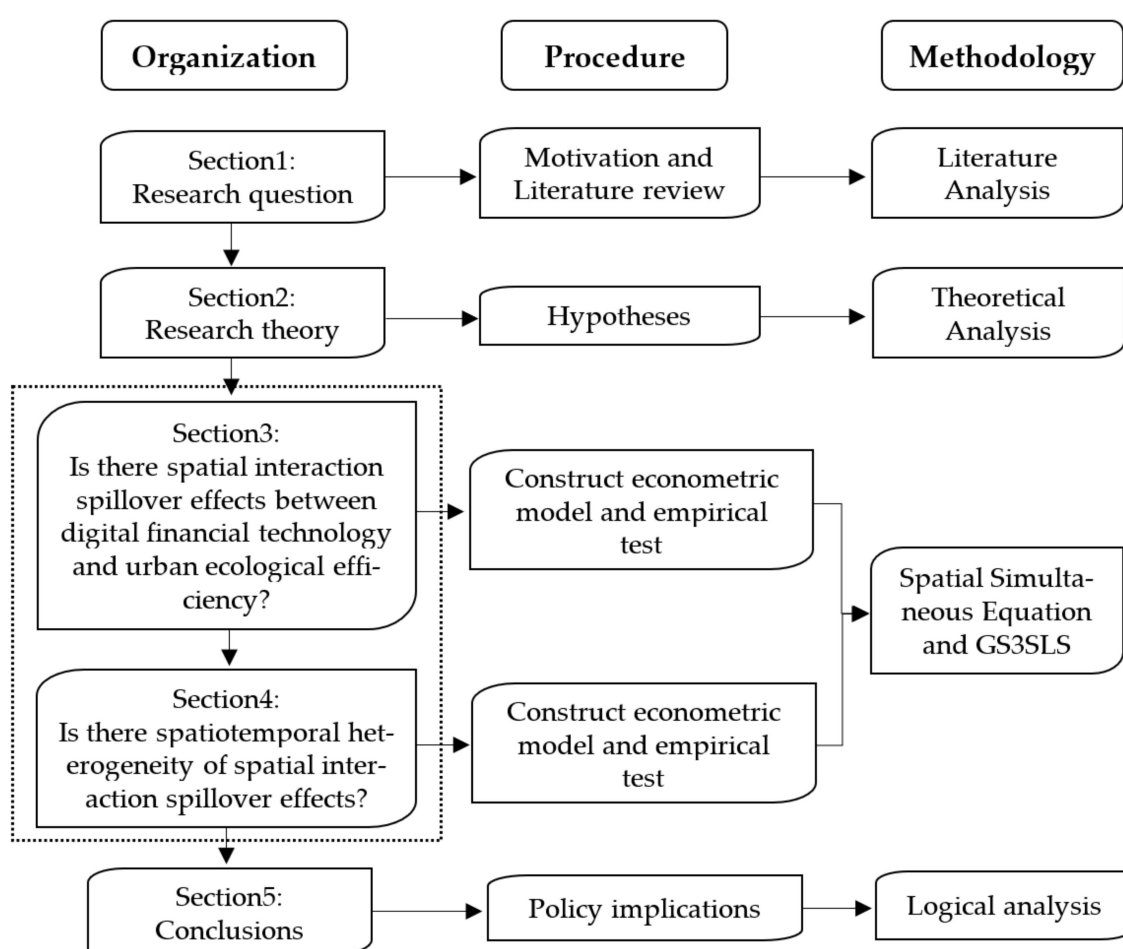 Organization
Procedure
Methodology
Section1:
Research question
Motivation and
Literature review
Literature
Analysis
Section2:
Research theory
Hypotheses
Theoretical
Analysis
Section3:
Is there spatial interaction
spillover effects between
digital financial technology
and urban ecological effi-
ciency?
Construct econometric
model and empirical
test
Spatial Simulta-
neous Equation
and GS3SLS
Section4:
Is there spatiotemporal het-
erogeneity of spatial inter-
action spillover effects?
Construct econometric
model and empirical
test
Section5:
Conclusions
Policy implications
Logical analysis